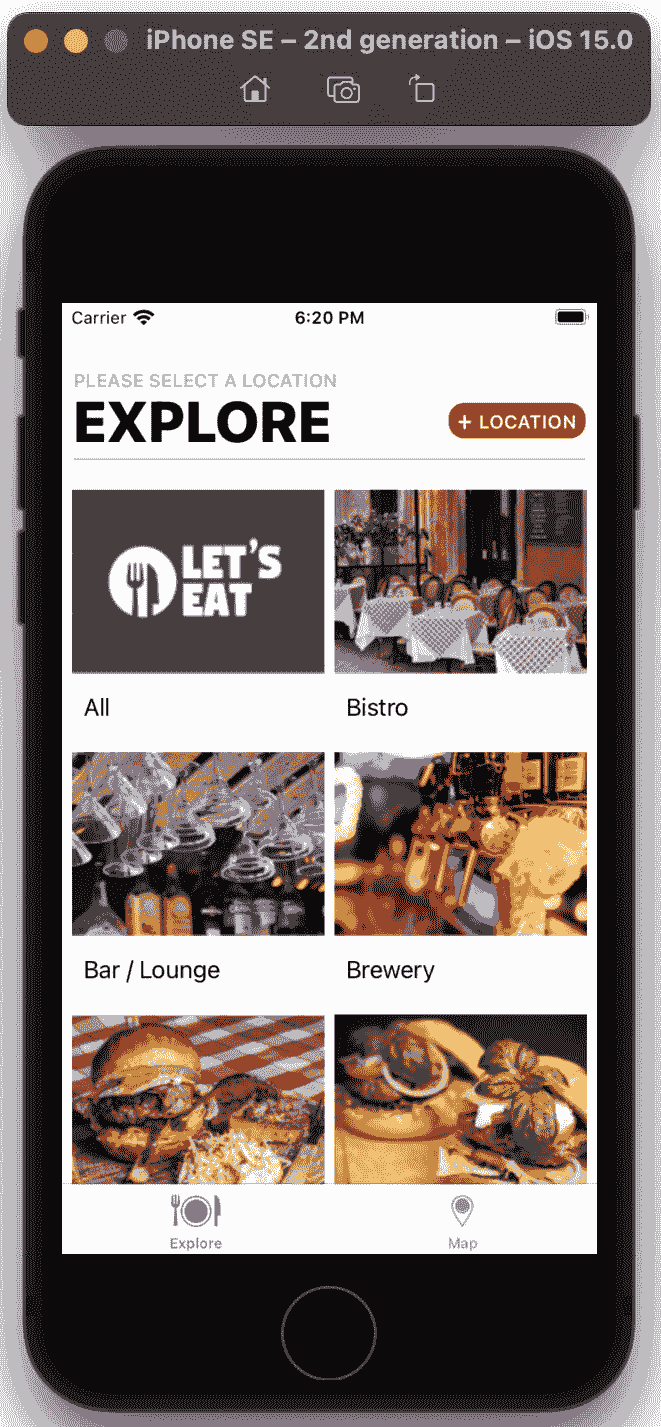 iPhone SE – 2nd generation – iOS 15.0
Carrier 6:20 PM
PLEASE SELECT A LOCATION
EXPLORE
+ LOCATION
LET'S
EAT
All
Bistro
Bar / Lounge
Brewery
Explore
Map